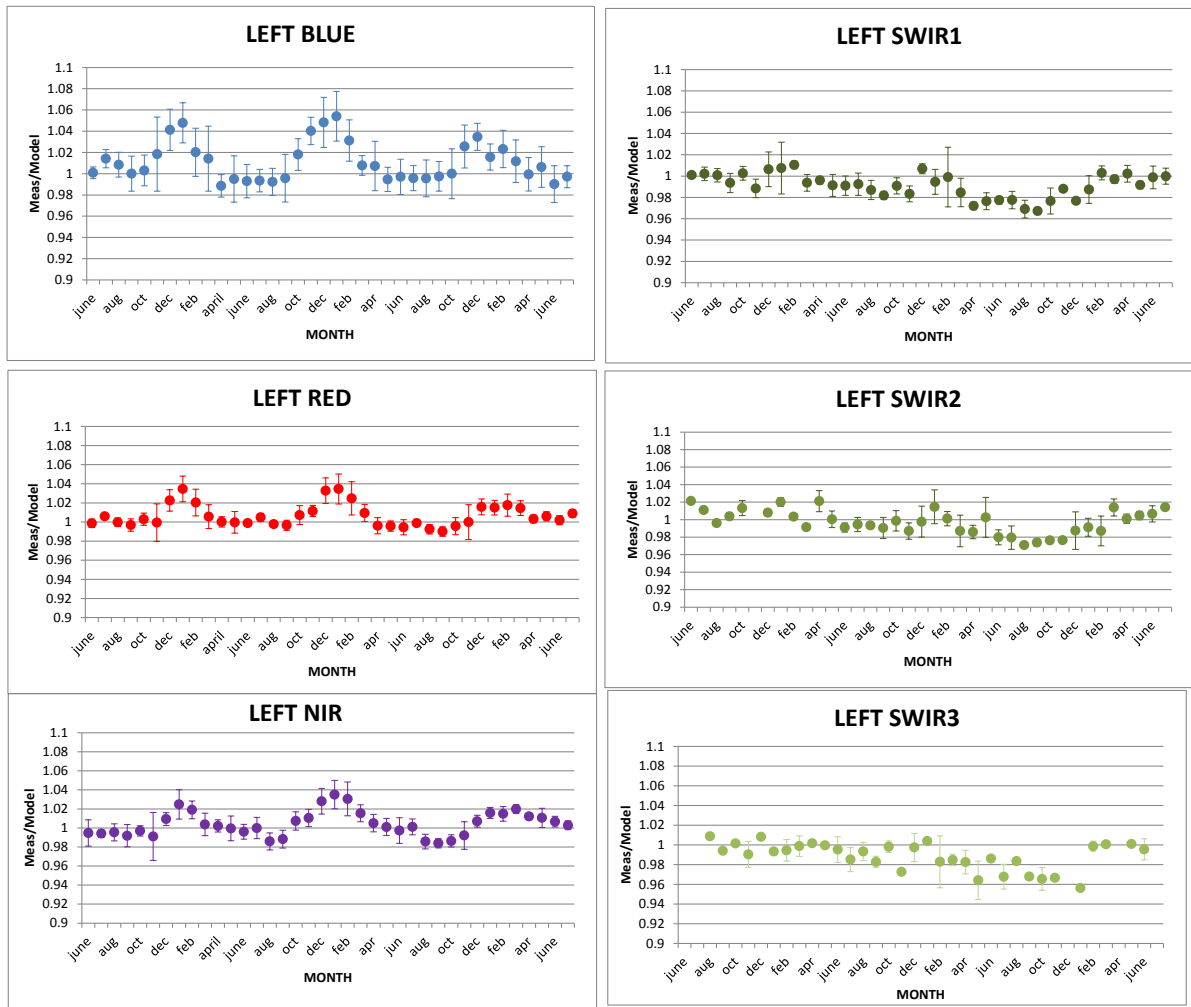 LEFT BLUE
Meas/Model
1.1
1.08
1.06
1.04
1.02
1
0.98
0.96
0.94
0.92
0.9
june aug oct dec feb april june aug oct dec feb apr jun aug oct dec feb apr june
MONTH
LEFT SWIR1
Meas/Model
1.1
1.08
1.06
1.04
1.02
1
0.98
0.96
0.94
0.92
0.9
june aug oct dec feb apri june aug oct dec feb apr jun aug oct dec feb apr june
MONTH
LEFT RED
Meas/Model
1.1
1.08
1.06
1.04
1.02
1
0.98
0.96
0.94
0.92
0.9
june aug oct dec feb april june aug oct dec feb apr jun aug oct dec feb apr june
MONTH
LEFT SWIR2
Meas/Model
1.1
1.08
1.06
1.04
1.02
1
0.98
0.96
0.94
0.92
0.9
june aug oct dec feb apr june aug oct dec feb apr jun aug oct dec feb apr june
MONTH
LEFT NIR
Meas/Model
1.1
1.08
1.06
1.04
1.02
1
0.98
0.96
0.94
0.92
0.9
june aug oct dec feb april june aug oct dec feb apr jun aug oct dec feb apr june
MONTH
LEFT SWIR3
Meas/Model
1.1
1.08
1.06
1.04
1.02
1
0.98
0.96
0.94
0.92
0.9
june aug oct dec feb apr june aug oct dec feb apr jun aug oct dec feb apr june
MONTH